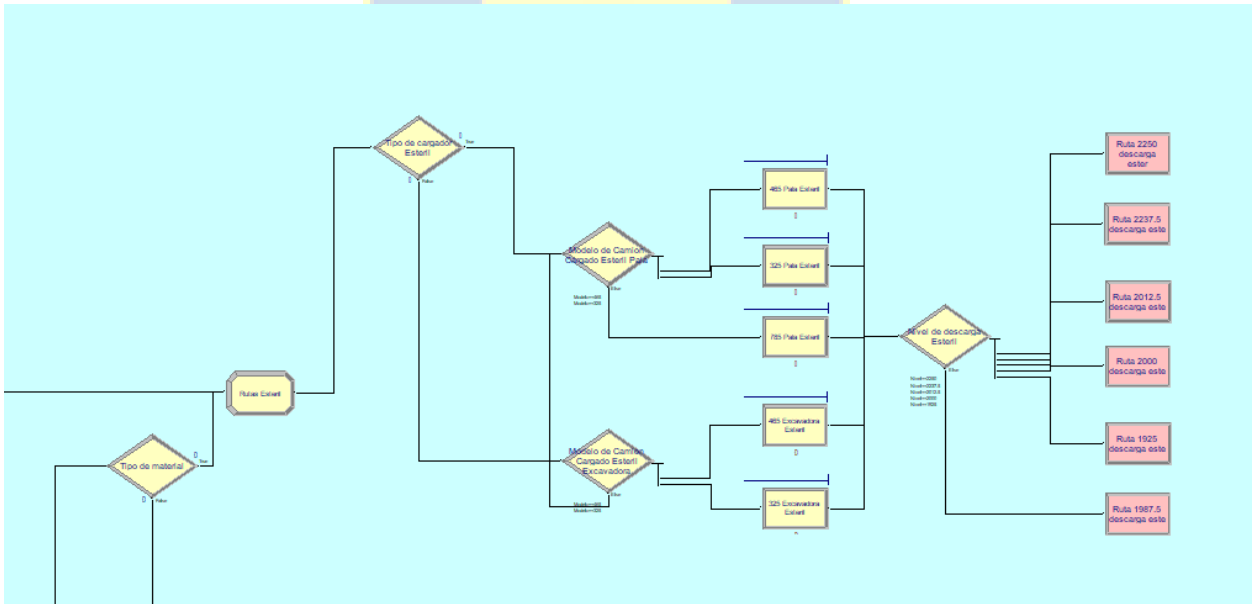 Tipo de cargador
Esteril
True
False
Ruta 2250
descarga
ester
465 Pala Esteril
Ruta 2237.5
descarga este
Modelo de Camion
Cargado Esteril Pala
Else
325 Pala Esteril
Ruta 2012.5
descarga este
785 Pala Esteril
Nivel de descarga
Esteril
Else
Ruta 2000
descarga este
Rutas Esteril
465 Excavadora
Esteril
Ruta 1925
descarga este
Tipo de material
True
False
Modelo de Camion
Cargado Esteril
Excavadora
Else
325 Excavadora
Esteril
Ruta 1987.5
descarga este